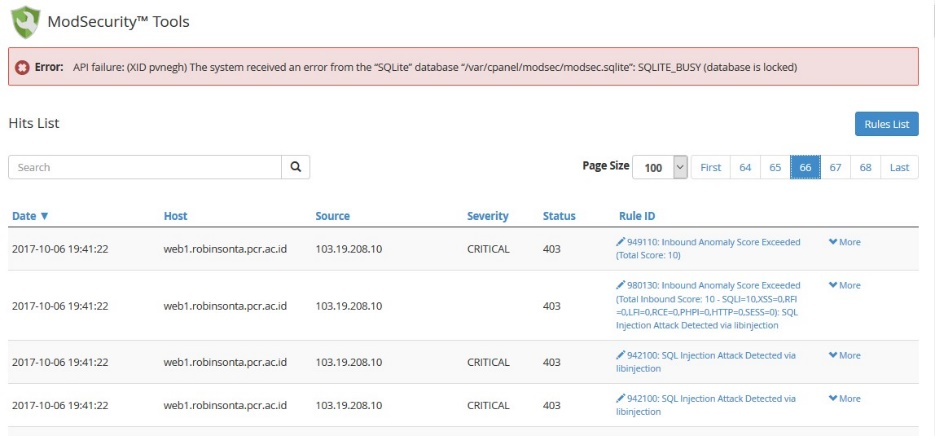 ModSecurity™ Tools
Error: API failure: (XID pvnegh) The system received an error from the “SQLite” database “/var/cpanel/modsec/modsec.sqlite”: SQLITE_BUSY (database is locked)
Hits List
Rules List
Search
Page Size 100 First 64 65 66 67 68 Last
Date ▼ Host Source Severity Status Rule ID
2017-10-06 19:41:22 web1.robinsonta.pcr.ac.id 103.19.208.10 CRITICAL 403 949110: Inbound Anomaly Score Exceeded More
(Total Score: 10)
2017-10-06 19:41:22 web1.robinsonta.pcr.ac.id 103.19.208.10 403 980130: Inbound Anomaly Score Exceeded More
(Total Inbound Score: 10 - SQLI=10,XSS=0,RFI
=0,LFI=0,RCE=0,PHPI=0,HTTP=0,SESS=0): SQL
Injection Attack Detected via libinjection
2017-10-06 19:41:22 web1.robinsonta.pcr.ac.id 103.19.208.10 CRITICAL 403 942100: SQL Injection Attack Detected via More
libinjection
2017-10-06 19:41:22 web1.robinsonta.pcr.ac.id 103.19.208.10 CRITICAL 403 942100: SQL Injection Attack Detected via More
libinjection